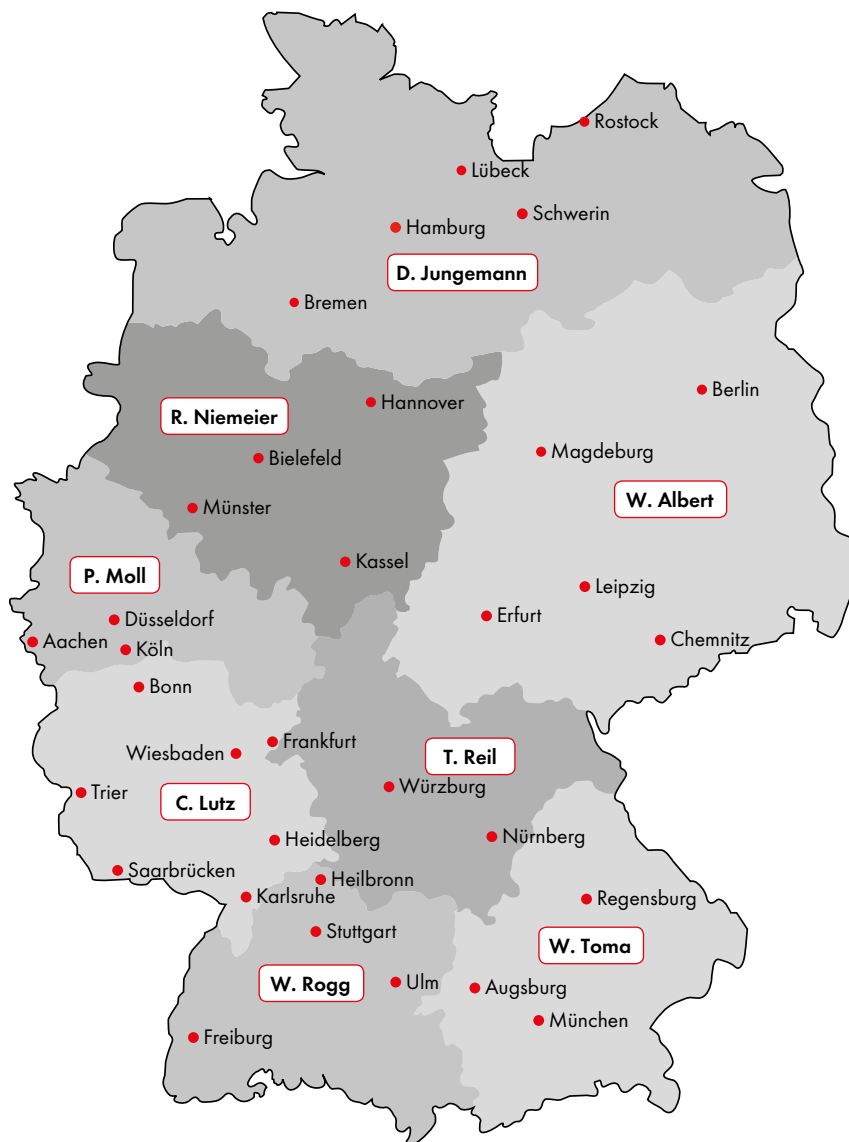 Rostock
Lübeck
Schwerin
Hamburg
D. Jungemann
Bremen
Berlin
Hannover
R. Niemeier
Magdeburg
Bielefeld
W. Albert
Münster
Kassel
P. Moll
Leipzig
Düsseldorf
Erfurt
Aachen
Köln
Chemnitz
Bonn
Frankfurt
Wiesbaden
T. Reil
Trier
C. Lutz
Würzburg
Heidelberg
Nürnberg
Saarbrücken
Heilbronn
Karlsruhe
Regensburg
Stuttgart
W. Toma
W. Rogg
Ulm
Augsburg
München
Freiburg